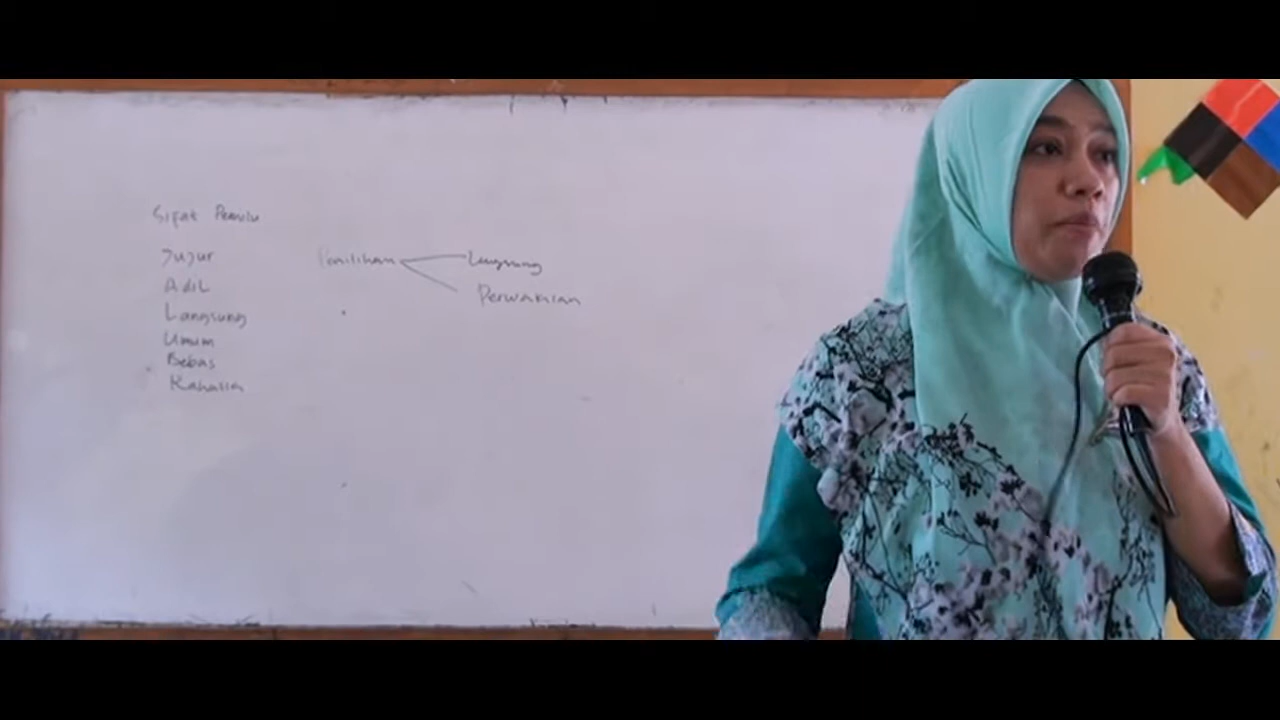 Sifat Pemilu
Jujur
Adil
Langsung
Umum
Bebas
Rahasia
Pemilihan
Langsung
Perwakilan